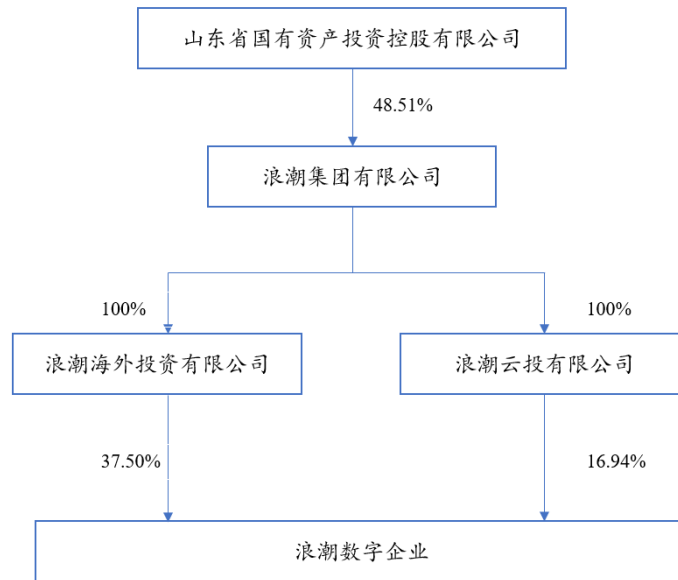 山东省国有资产投资控股有限公司
48.51%
浪潮集团有限公司
100%
100%
浪潮海外投资有限公司
浪潮云投有限公司
37.50%
16.94%
浪潮数字企业